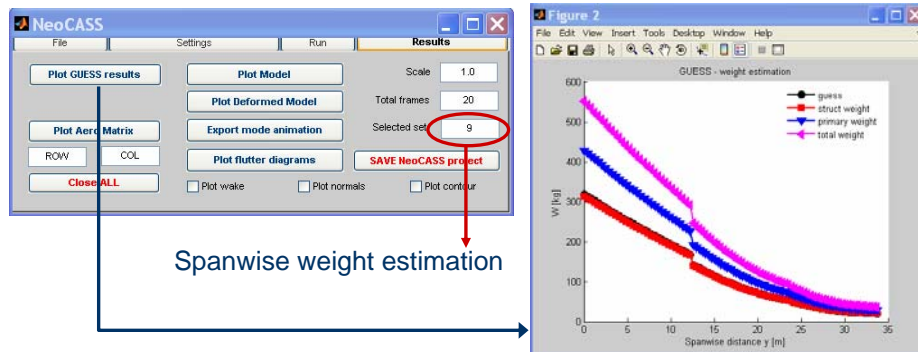 NeoCASS
File Settings Run Results
Plot GUESS results Plot Model Scale 1.0
Plot Deformed Model Total frames 20
Plot Aero Matrix Export mode animation Selected set 9
ROW COL Plot flutter diagrams SAVE NeoCASS project
Close ALL Plot wake Plot normals Plot contour
Spanwise weight estimation
Figure 2
File Edit View Insert Tools Desktop Window Help
GUESS - weight estimation
guess
struct weight
primary weight
total weight
600
500
400
300
200
100
0
W [kg]
0 5 10 15 20 25 30 35
Spanwise distance y [m]